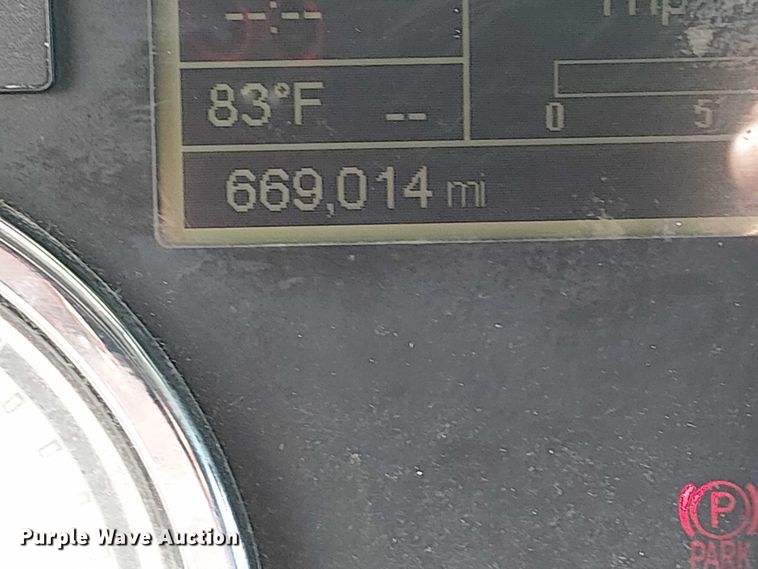 --:--
Trip
83°F --
0 5
669,014 mi
P
PARK
Purple Wave Auction